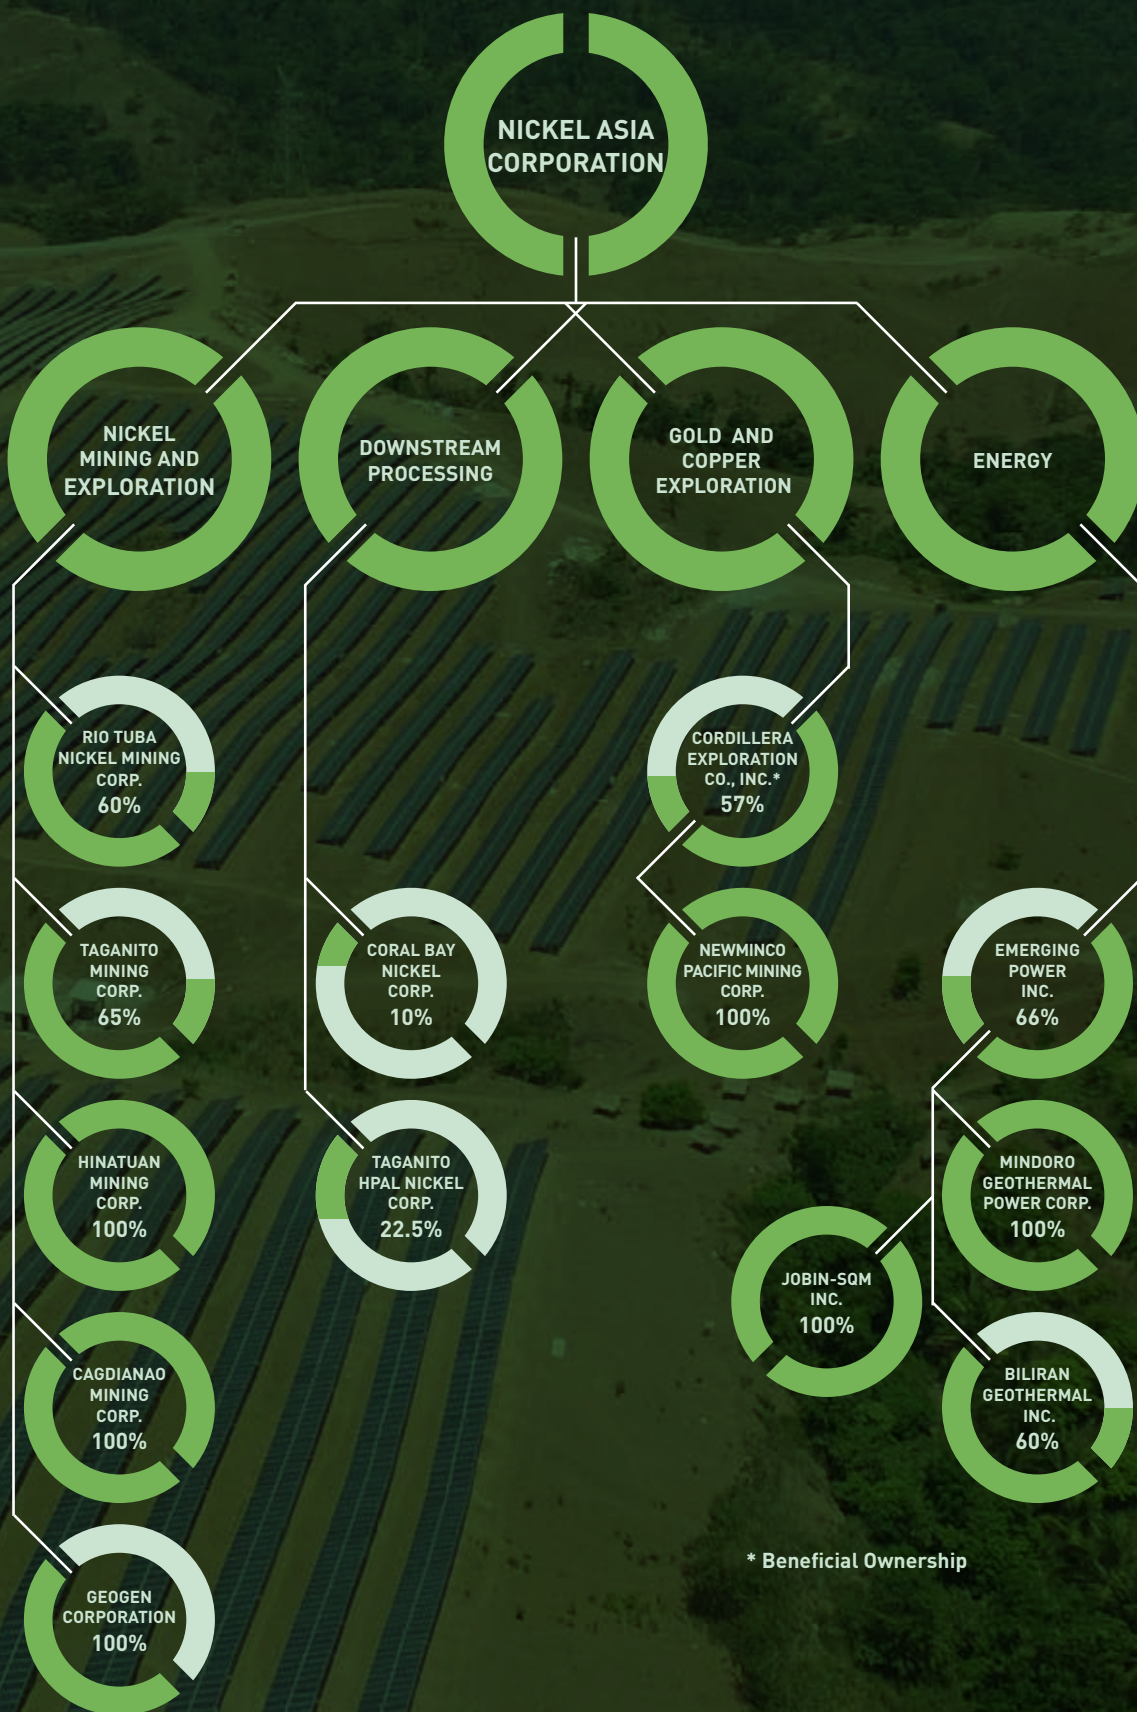 NICKEL ASIA
CORPORATION
NICKEL
MINING AND
EXPLORATION
DOWNSTREAM
PROCESSING
GOLD AND
COPPER
EXPLORATION
ENERGY
RIO TUBA
NICKEL MINING
CORP.
60%
TAGANITO
MINING
CORP.
65%
HINATUAN
MINING
CORP.
100%
CAGDIANAO
MINING
CORP.
100%
GEOGEN
CORPORATION
100%
CORAL BAY
NICKEL
CORP.
10%
TAGANITO
HPAL NICKEL
CORP.
22.5%
CORDILLERA
EXPLORATION
CO., INC.*
57%
NEWMINCO
PACIFIC MINING
CORP.
100%
EMERGING
POWER
INC.
66%
MINDORO
GEOTHERMAL
POWER CORP.
100%
JOBIN-SQM
INC.
100%
BILIRAN
GEOTHERMAL
INC.
60%
* Beneficial Ownership